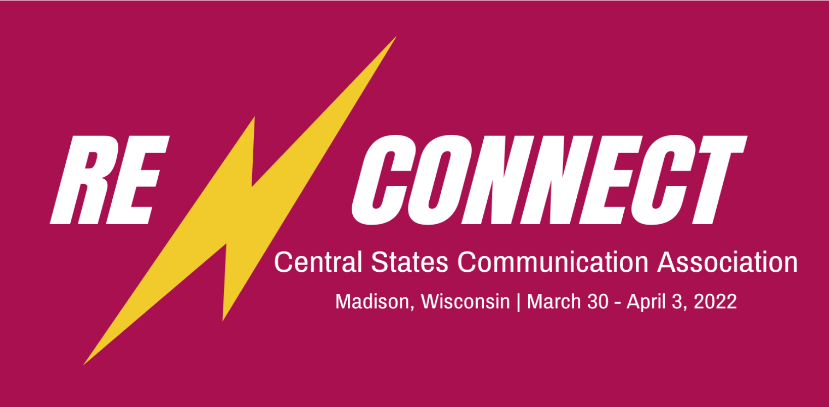 RE CONNECT
Central States Communication Association
Madison, Wisconsin | March 30 - April 3, 2022